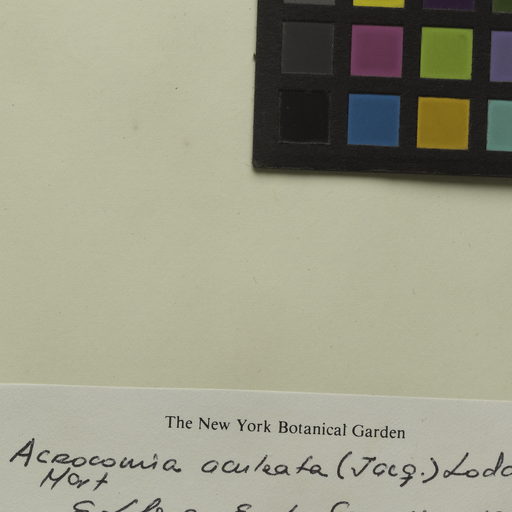 The New York Botanical Garden
Acrocomia aculeata (Jacq.) Lodd
Mart